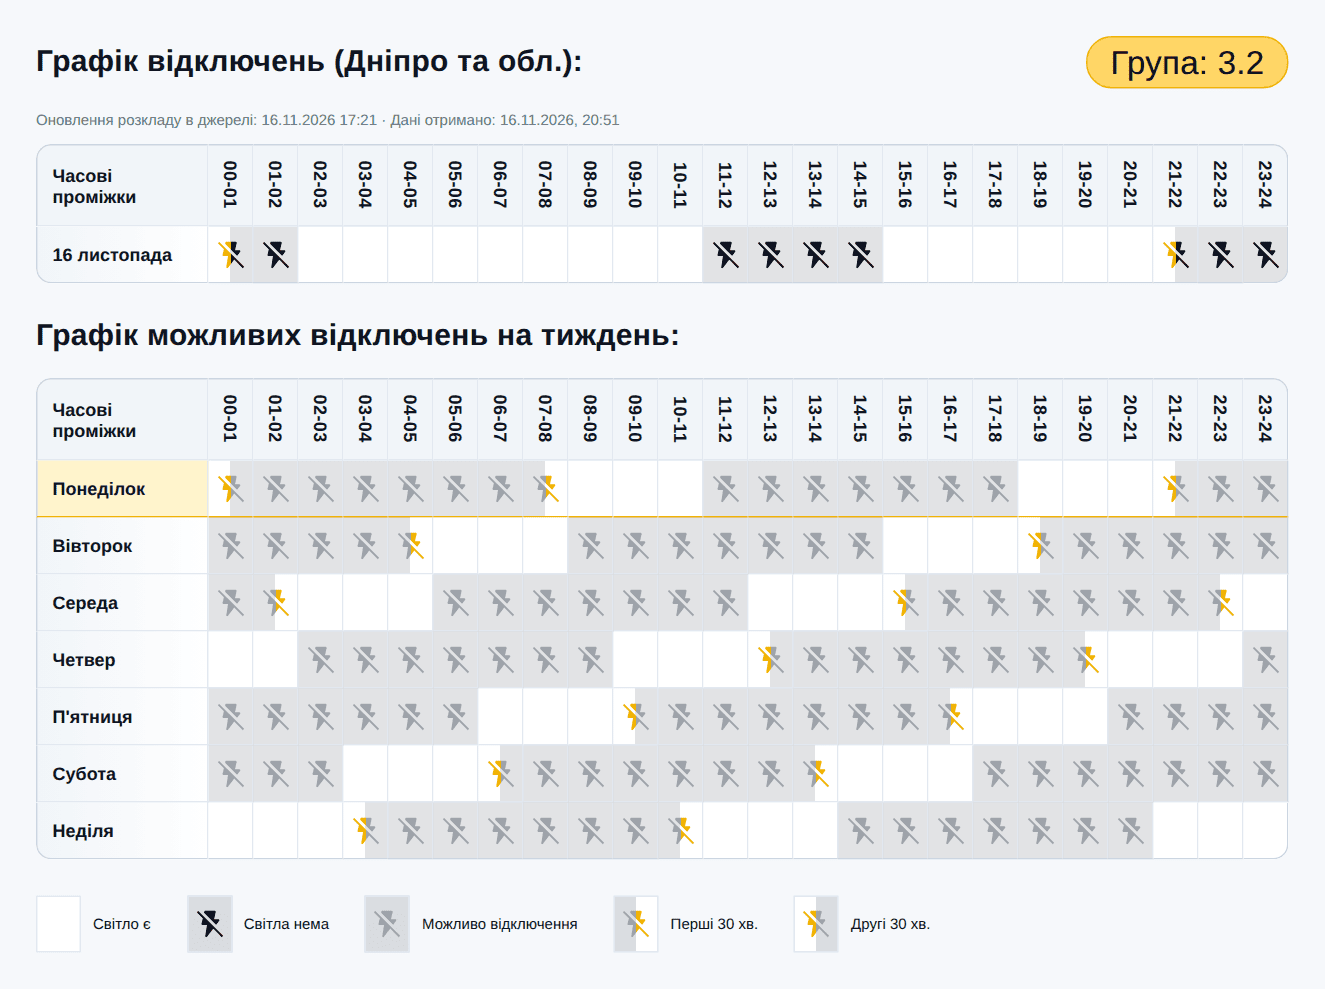 Графік відключень (Дніпро та обл.):
Група: 3.2
Оновлення розкладу в джерелі: 16.11.2026 17:21 · Дані отримано: 16.11.2026, 20:51
Часові проміжки 00-01 01-02 02-03 03-04 04-05 05-06 06-07 07-08 08-09 09-10 10-11 11-12 12-13 13-14 14-15 15-16 16-17 17-18 18-19 19-20 20-21 21-22 22-23 23-24
16 листопада
Графік можливих відключень на тиждень:
Часові проміжки 00-01 01-02 02-03 03-04 04-05 05-06 06-07 07-08 08-09 09-10 10-11 11-12 12-13 13-14 14-15 15-16 16-17 17-18 18-19 19-20 20-21 21-22 22-23 23-24
Понеділок
Вівторок
Середа
Четвер
П'ятниця
Субота
Неділя
Світло є Світла нема Можливо відключення Перші 30 хв. Другі 30 хв.